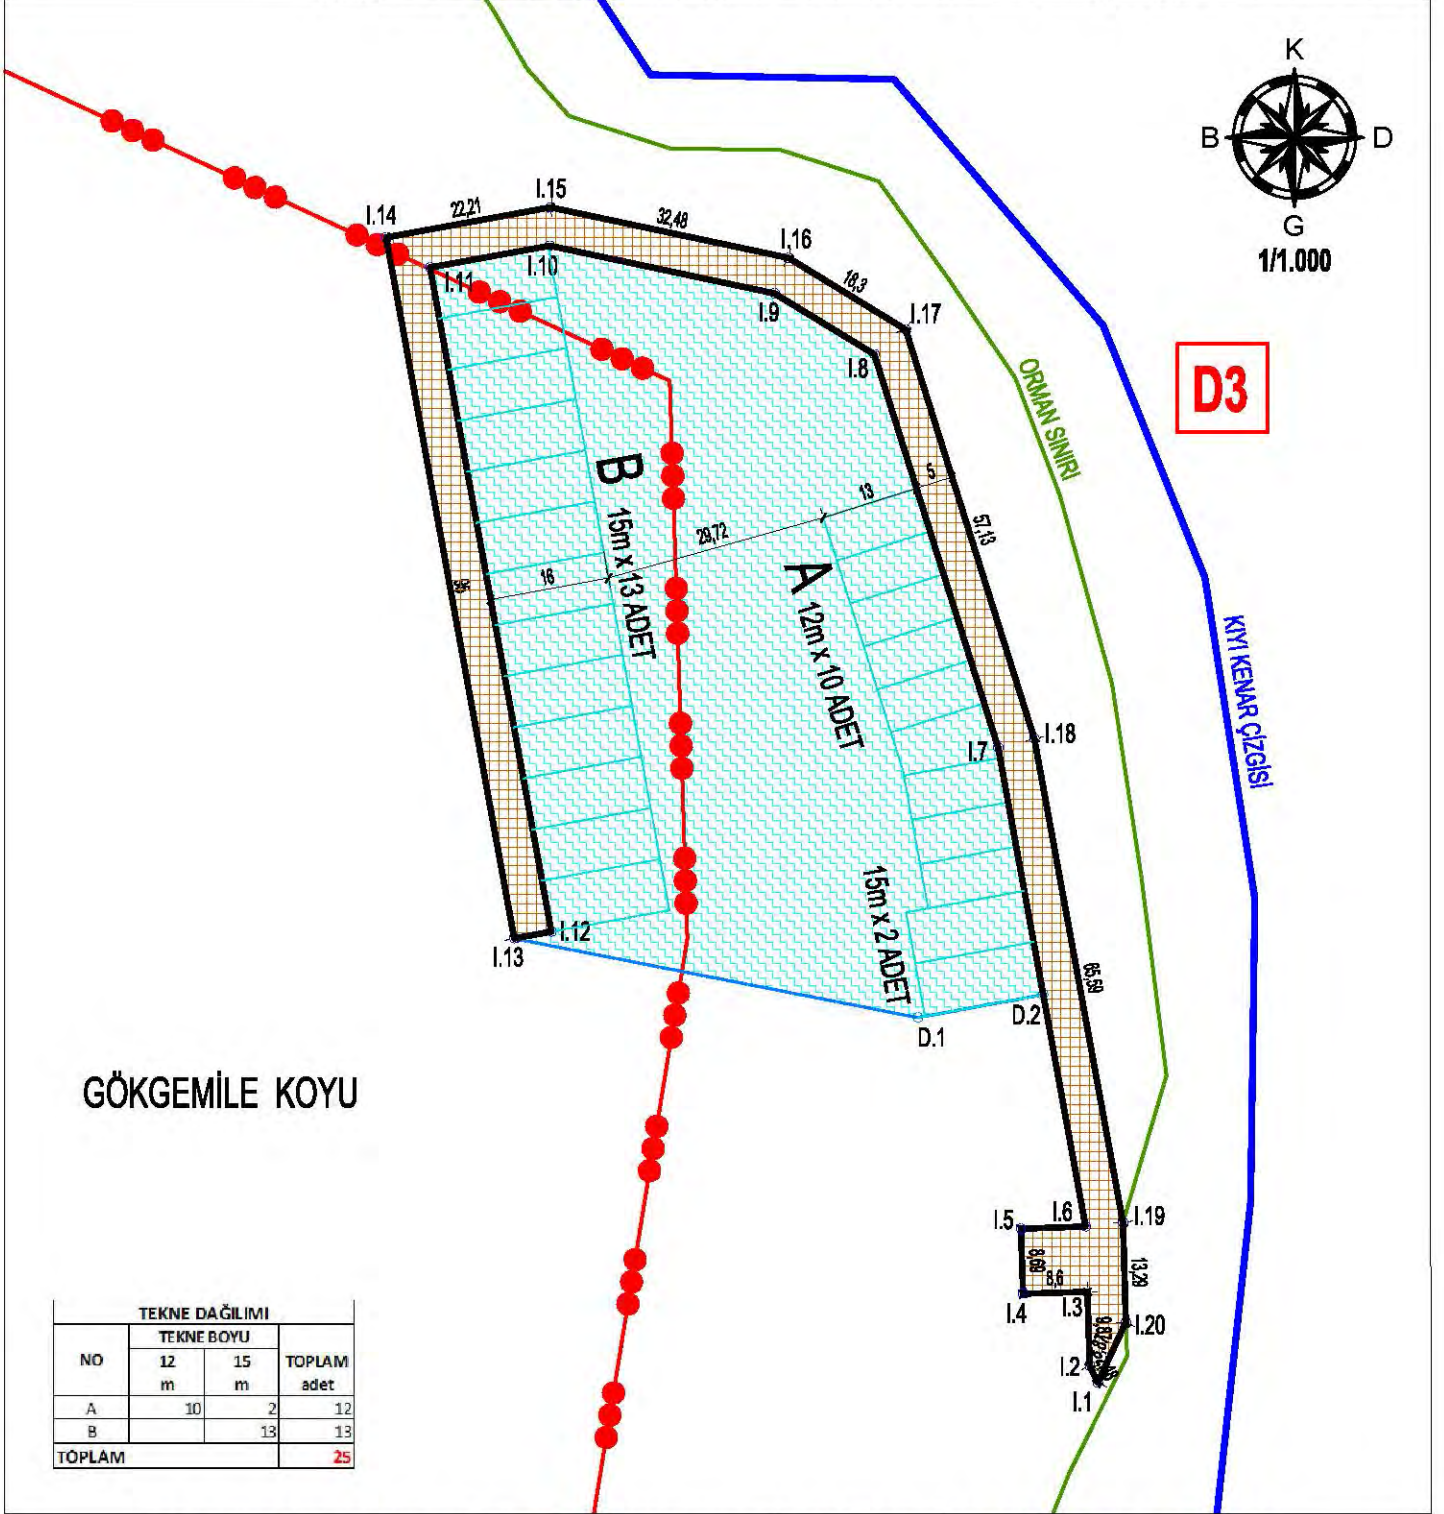 K
B
D
G
1/1.000
D3
I.14
22,21
I.15
32,48
I.16
18,3
I.17
I.11
I.10
I.9
I.8
ORMAN SINIRI
KIYI KENAR ÇİZGİSİ
5
13
29,72
16
57,13
B
15m x 13 ADET
A
12m x 10 ADET
15m x 2 ADET
I.7
I.18
65,59
I.12
I.13
D.1
D.2
GÖKGEMİLE KOYU
I.5
I.6
I.19
8,69
8,6
13,29
I.4
I.3
I.20
I.2
I.1
TEKNE DAĞILIMI
NO
TEKNE BOYU
12 m
15 m
TOPLAM adet
A 10 2 12
B 13 13
TOPLAM 25